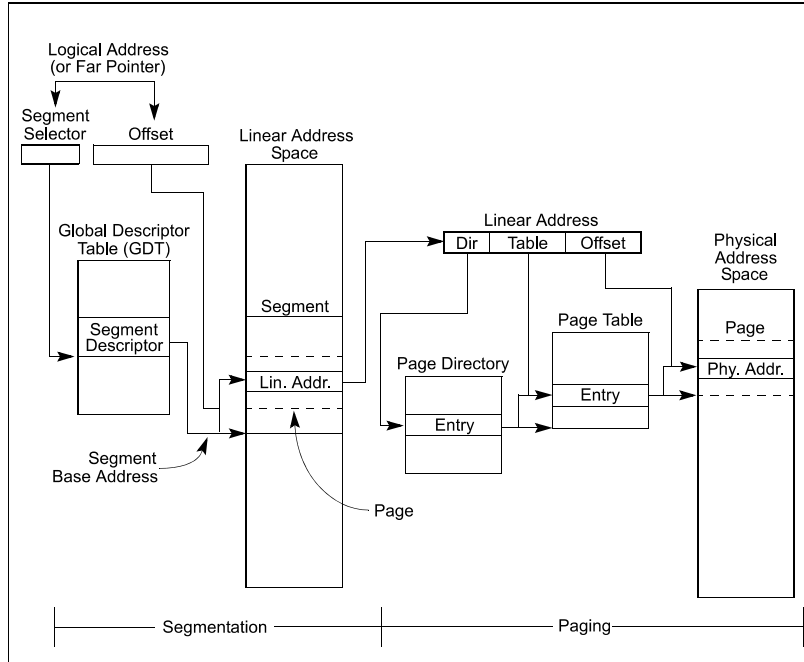 Logical Address
(or Far Pointer)
Segment
Selector
Offset
Linear Address
Space
Global Descriptor
Table (GDT)
Segment
Descriptor
Segment
Lin. Addr.
Segment
Base Address
Page
Linear Address
Dir
Table
Offset
Page Directory
Entry
Page Table
Entry
Physical
Address
Space
Page
Phy. Addr.
Segmentation
Paging